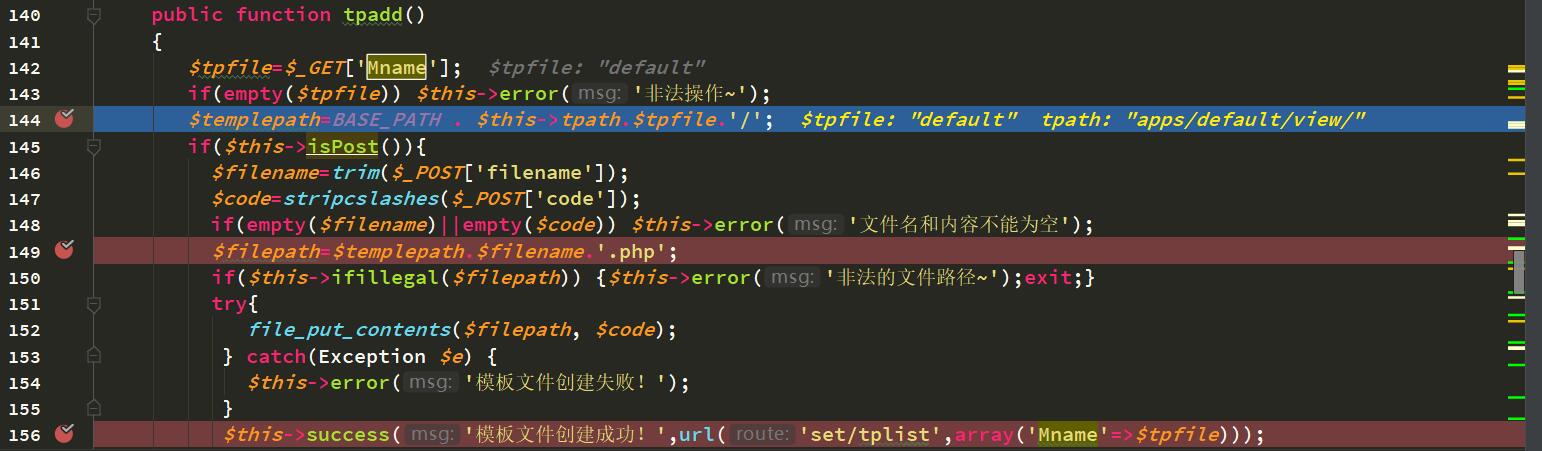 140 public function tpadd()
141 {
142 $tpfile=$_GET['Mname']; $tpfile: "default"
143 if(empty($tpfile)) $this->error( msg: '非法操作~');
144 $templepath=BASE_PATH . $this->tpath.$tpfile.'/'; $tpfile: "default" tpath: "apps/default/view/"
145 if($this->isPost()){
146 $filename=trim($_POST['filename']);
147 $code=stripcslashes($_POST['code']);
148 if(empty($filename)||empty($code)) $this->error( msg: '文件名和内容不能为空');
149 $filepath=$templepath.$filename.'.php';
150 if($this->ifillegal($filepath)) {$this->error( msg: '非法的文件路径~');exit;}
151 try{
152 file_put_contents($filepath, $code);
153 } catch(Exception $e) {
154 $this->error( msg: '模板文件创建失败！');
155 }
156 $this->success( msg: '模板文件创建成功！',url( route: 'set/tplist',array('Mname'=>$tpfile)));